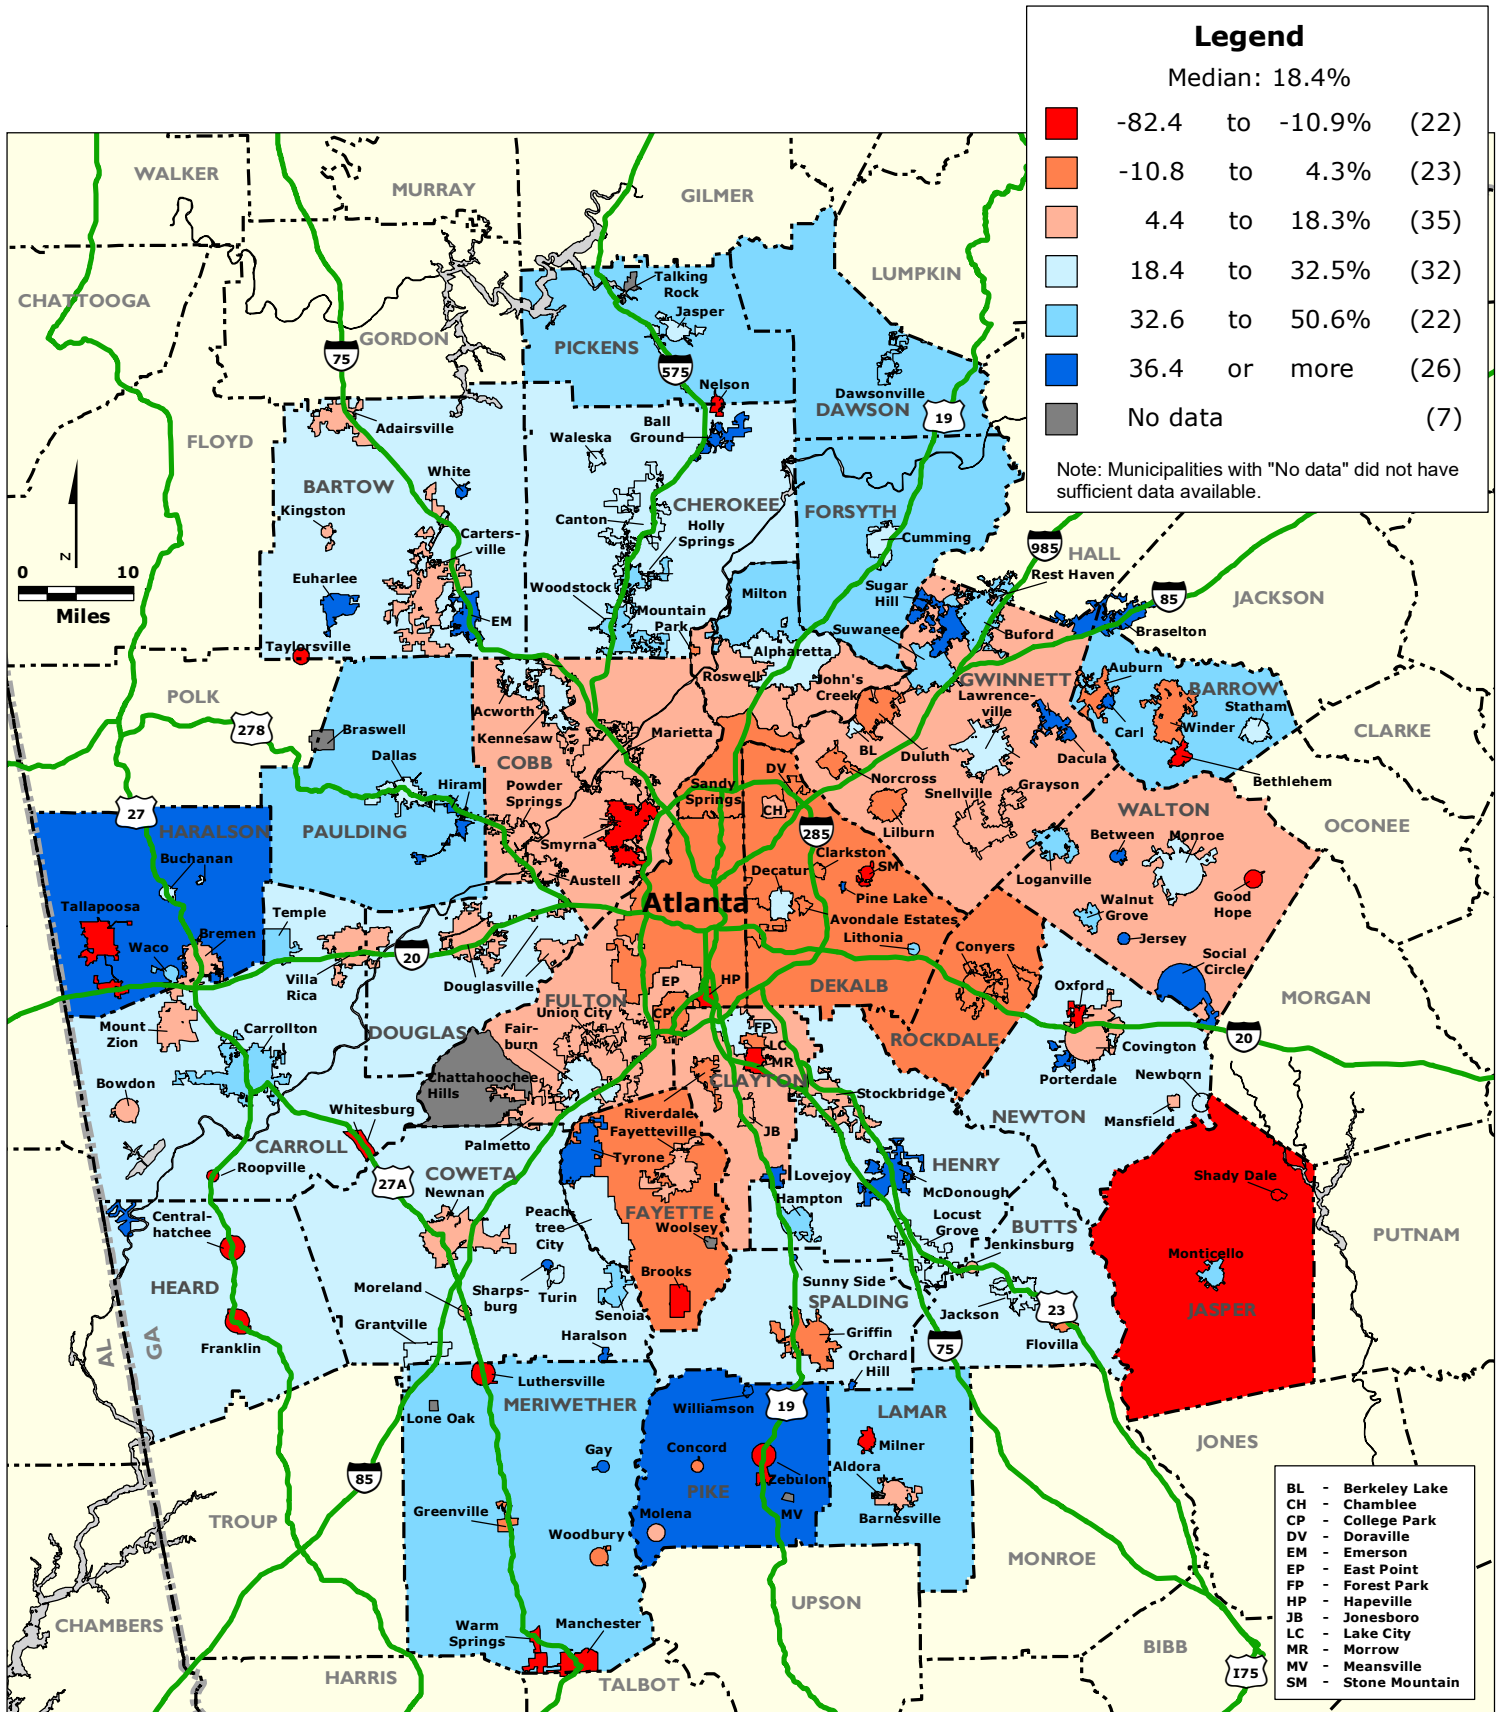 Legend
Median: 18.4%
-82.4 to -10.9% (22)
-10.8 to 4.3% (23)
4.4 to 18.3% (35)
18.4 to 32.5% (32)
32.6 to 50.6% (22)
36.4 or more (26)
No data (7)
Note: Municipalities with "No data" did not have
sufficient data available.
WALKER
MURRAY
GILMER
LUMPKIN
CHATTOOGA
GORDON
75
Talking
Rock
Jasper
PICKENS
575
Nelson
Dawsonville
DAWSON
19
FLOYD
Adairsville
Ball
Ground
Waleska
White
BARTOW
Kingston
CHEROKEE
Canton
Holly
Springs
FORSYTH
Cumming
Carters-
ville
985
HALL
Rest Haven
N
0 10
Miles
Euharlee
EM
Woodstock
Mountain
Park
Milton
Sugar
Hill
Suwanee
Buford
85
JACKSON
Braselton
Taylorsville
Alpharetta
Roswell
John's
Creek
GWINNETT
Lawrence-
ville
Auburn
BARROW
Statham
POLK
278
Braswell
Acworth
Kennesaw
Marietta
BL
Duluth
Dacula
Carl
Winder
CLARKE
Dallas
COBB
Powder
Springs
Sandy
Springs
DV
Norcross
Snellville
Grayson
Bethlehem
27
HARALSON
Hiram
PAULDING
CH
285
Lilburn
WALTON
Between
Monroe
OCONEE
Buchanan
Smyrna
Austell
Clarkston
SM
Decatur
Pine Lake
Loganville
Good
Hope
Tallapoosa
Temple
Atlanta
Avondale Estates
Lithonia
Walnut
Grove
Waco
Bremen
20
Villa
Rica
Douglasville
Conyers
Jersey
Social
Circle
EP
HP
DEKALB
Oxford
MORGAN
Mount
Zion
Carrollton
DOUGLAS
FULTON
Union City
Fair-
burn
CP
FP
LC
MR
ROCKDALE
Covington
20
Porterdale
Bowdon
Chattahoochee
Hills
CLAYTON
Stockbridge
Newborn
Mansfield
NEWTON
Whitesburg
CARROLL
Palmetto
Riverdale
Fayetteville
JB
Roopville
27A
COWETA
Newnan
Tyrone
Lovejoy
HENRY
McDonough
Shady Dale
Central-
hatchee
Peach-
tree
City
FAYETTE
Woolsey
Hampton
Locust
Grove
BUTTS
Jenkinsburg
PUTNAM
Monticello
HEARD
Moreland
Sharps-
burg
Turin
Senoia
Brooks
Sunny Side
SPALDING
Jackson
23
JASPER
AL
GA
Franklin
Grantville
Haralson
Griffin
Orchard
Hill
75
Flovilla
Luthersville
MERIWETHER
Lone Oak
Williamson
19
LAMAR
85
Gay
Concord
Zebulon
PIKE
MV
Milner
Aldora
Barnesville
JONES
TROUP
Greenville
Woodbury
Molena
MONROE
CHAMBERS
Warm
Springs
Manchester
UPSON
BIBB
HARRIS
TALBOT
I75
BL - Berkeley Lake
CH - Chamblee
CP - College Park
DV - Doraville
EM - Emerson
EP - East Point
FP - Forest Park
HP - Hapeville
JB - Jonesboro
LC - Lake City
MR - Morrow
MV - Meansville
SM - Stone Mountain